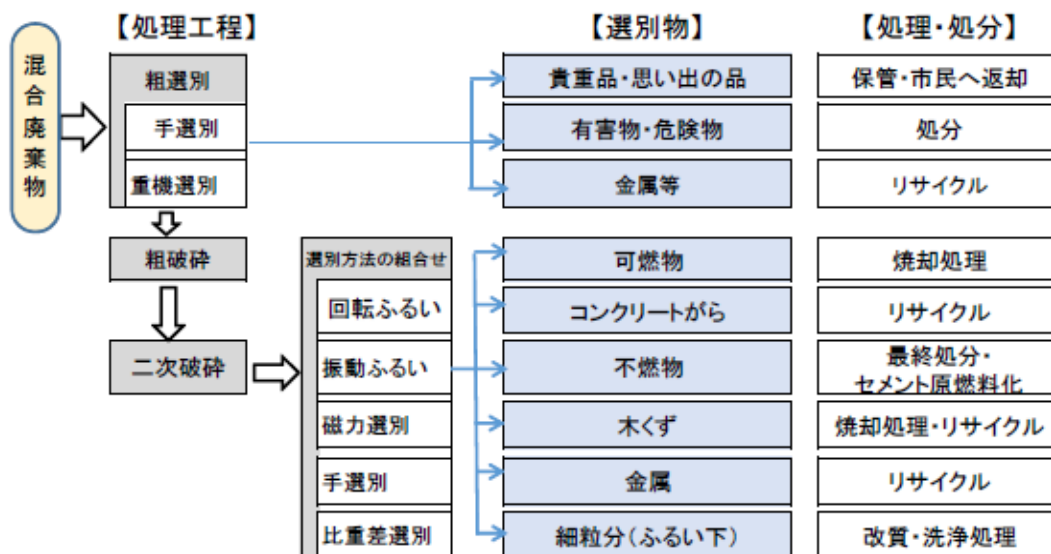 【処理工程】
【選別物】
【処理・処分】
混合廃棄物
粗選別
手選別
重機選別
貴重品・思い出の品
保管・市民へ返却
有害物・危険物
処分
金属等
リサイクル
粗破砕
二次破砕
選別方法の組合せ
回転ふるい
振動ふるい
磁力選別
手選別
比重差選別
可燃物
焼却処理
コンクリートがら
リサイクル
不燃物
最終処分・
セメント原燃料化
木くず
焼却処理・リサイクル
金属
リサイクル
細粒分（ふるい下）
改質・洗浄処理